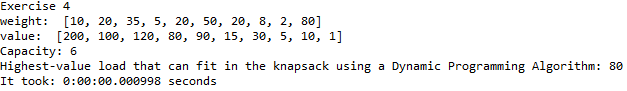 Exercise 4
weight:  [10, 20, 35, 5, 20, 50, 20, 8, 2, 80]
value:  [200, 100, 120, 80, 90, 15, 30, 5, 10, 1]
Capacity: 6
Highest-value load that can fit in the knapsack using a Dynamic Programming Algorithm: 80
It took: 0:00:00.000998 seconds